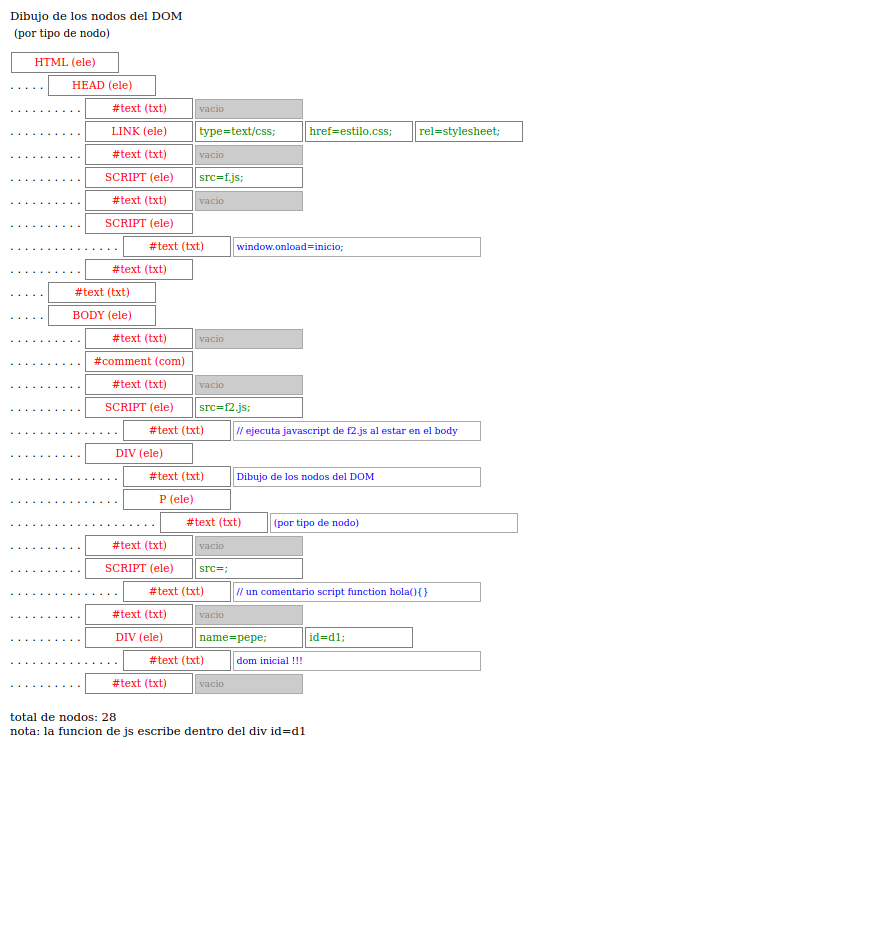 Dibujo de los nodos del DOM
(por tipo de nodo)
HTML (ele)
. . . . . HEAD (ele)
. . . . . . . . . . #text (txt) vacio
. . . . . . . . . . LINK (ele) type=text/css; href=estilo.css; rel=stylesheet;
. . . . . . . . . . #text (txt) vacio
. . . . . . . . . . SCRIPT (ele) src=f.js;
. . . . . . . . . . #text (txt) vacio
. . . . . . . . . . SCRIPT (ele)
. . . . . . . . . . . . . . . #text (txt) window.onload=inicio;
. . . . . . . . . . #text (txt)
. . . . . #text (txt)
. . . . . BODY (ele)
. . . . . . . . . . #text (txt) vacio
. . . . . . . . . . #comment (com)
. . . . . . . . . . #text (txt) vacio
. . . . . . . . . . SCRIPT (ele) src=f2.js;
. . . . . . . . . . . . . . . #text (txt) // ejecuta javascript de f2.js al estar en el body
. . . . . . . . . . DIV (ele)
. . . . . . . . . . . . . . . #text (txt) Dibujo de los nodos del DOM
. . . . . . . . . . . . . . . P (ele)
. . . . . . . . . . . . . . . . . . . . #text (txt) (por tipo de nodo)
. . . . . . . . . . #text (txt) vacio
. . . . . . . . . . SCRIPT (ele) src=;
. . . . . . . . . . . . . . . #text (txt) // un comentario script function hola(){}
. . . . . . . . . . #text (txt) vacio
. . . . . . . . . . DIV (ele) name=pepe; id=d1;
. . . . . . . . . . . . . . . #text (txt) dom inicial !!!
. . . . . . . . . . #text (txt) vacio
total de nodos: 28
nota: la funcion de js escribe dentro del div id=d1